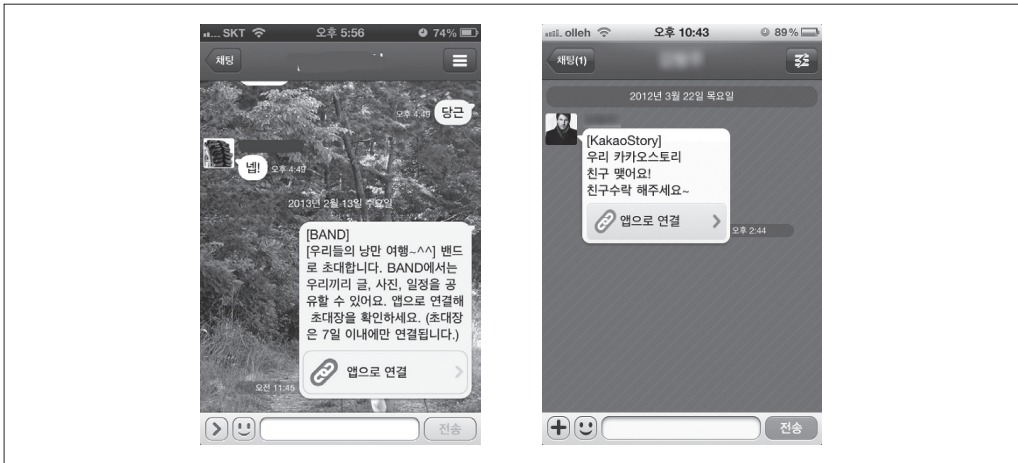 SKT 오후 5:56 74%
채팅
오후 4:49 당근
넵! 오후 4:49
2013년 2월 13일 수요일
[BAND]
[우리들의 낭만 여행~^^] 밴드
로 초대합니다. BAND에서는
우리끼리 글, 사진, 일정을 공
유할 수 있어요. 앱으로 연결해
초대장을 확인하세요. (초대장
은 7일 이내에만 연결됩니다.)
앱으로 연결
오전 11:45
전송
olleh 오후 10:43 89%
채팅(1)
2012년 3월 22일 목요일
[KakaoStory]
우리 카카오스토리
친구 맺어요!
친구수락 해주세요~
앱으로 연결
오후 2:44
전송